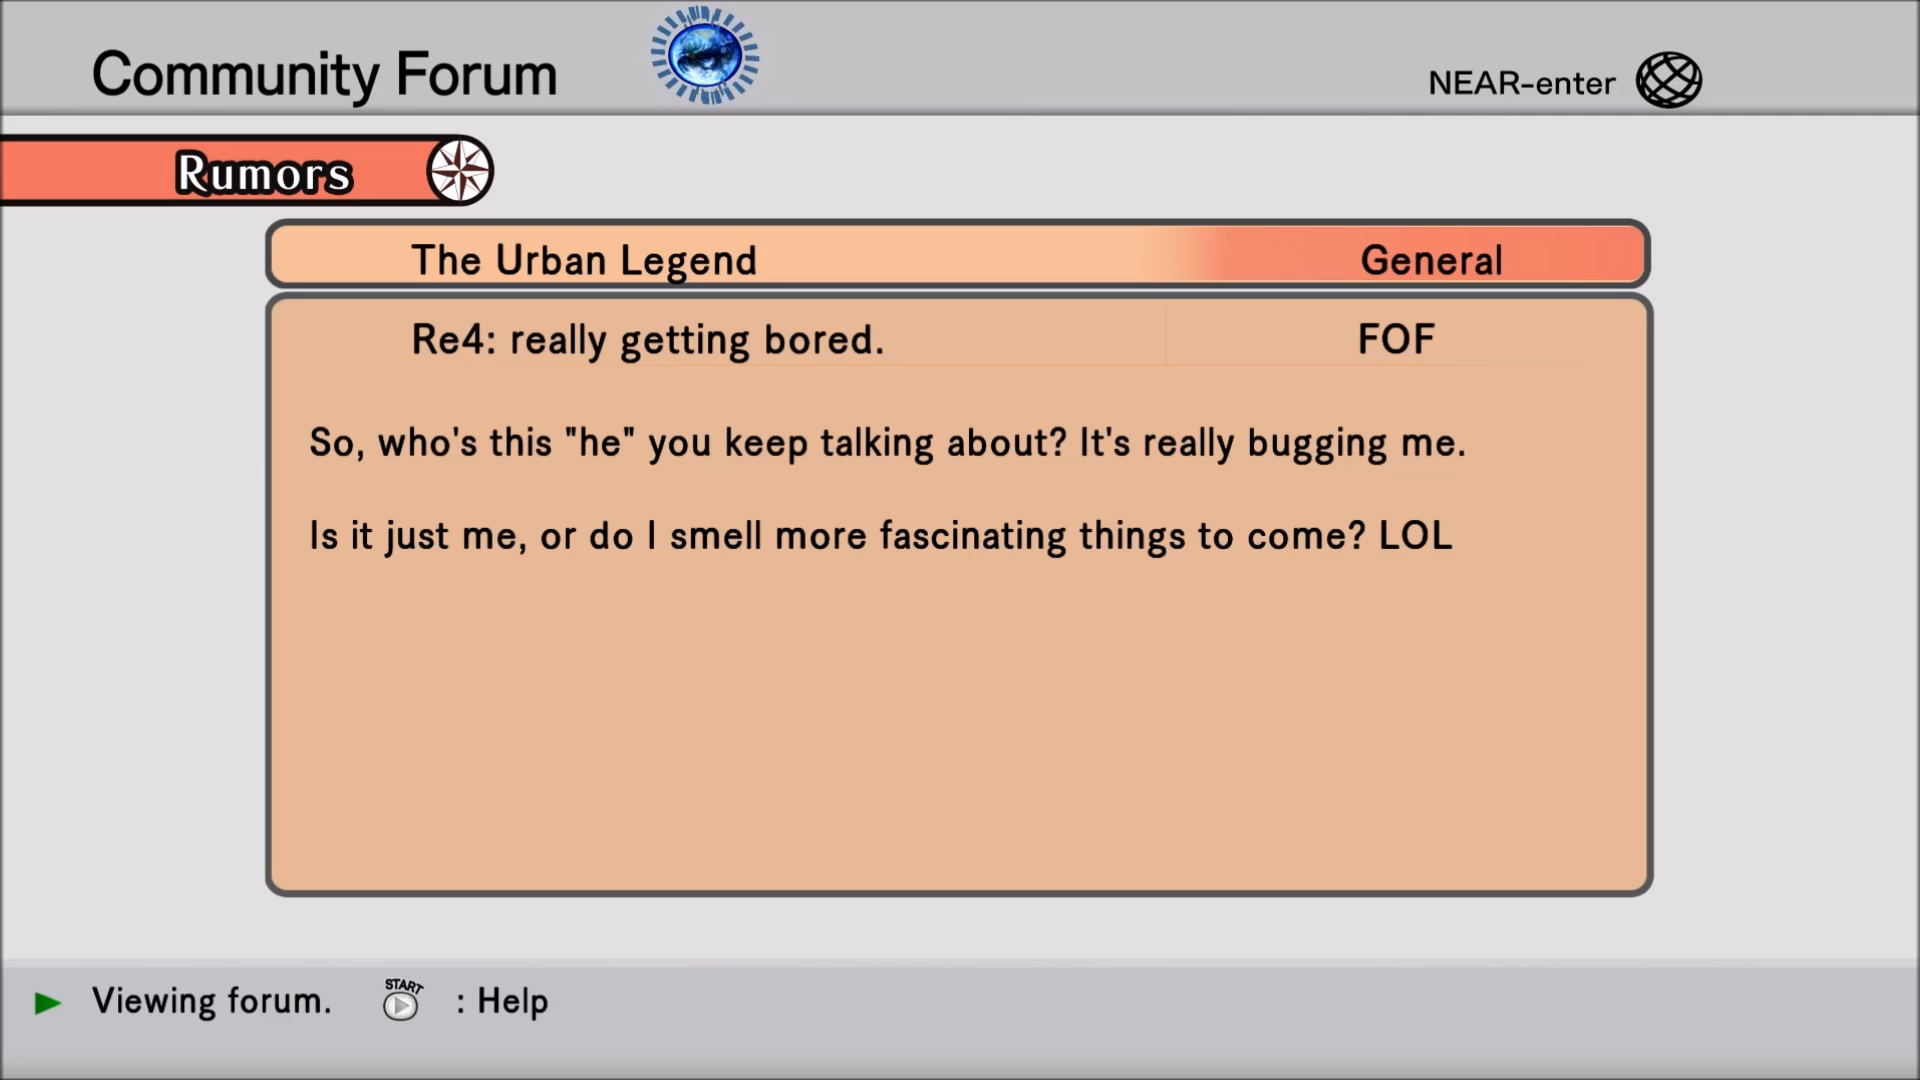 Community Forum
NEAR-enter
Rumors
The Urban Legend
General
Re4: really getting bored.
FOF
So, who's this "he" you keep talking about? It's really bugging me.
Is it just me, or do I smell more fascinating things to come? LOL
Viewing forum.
START
: Help